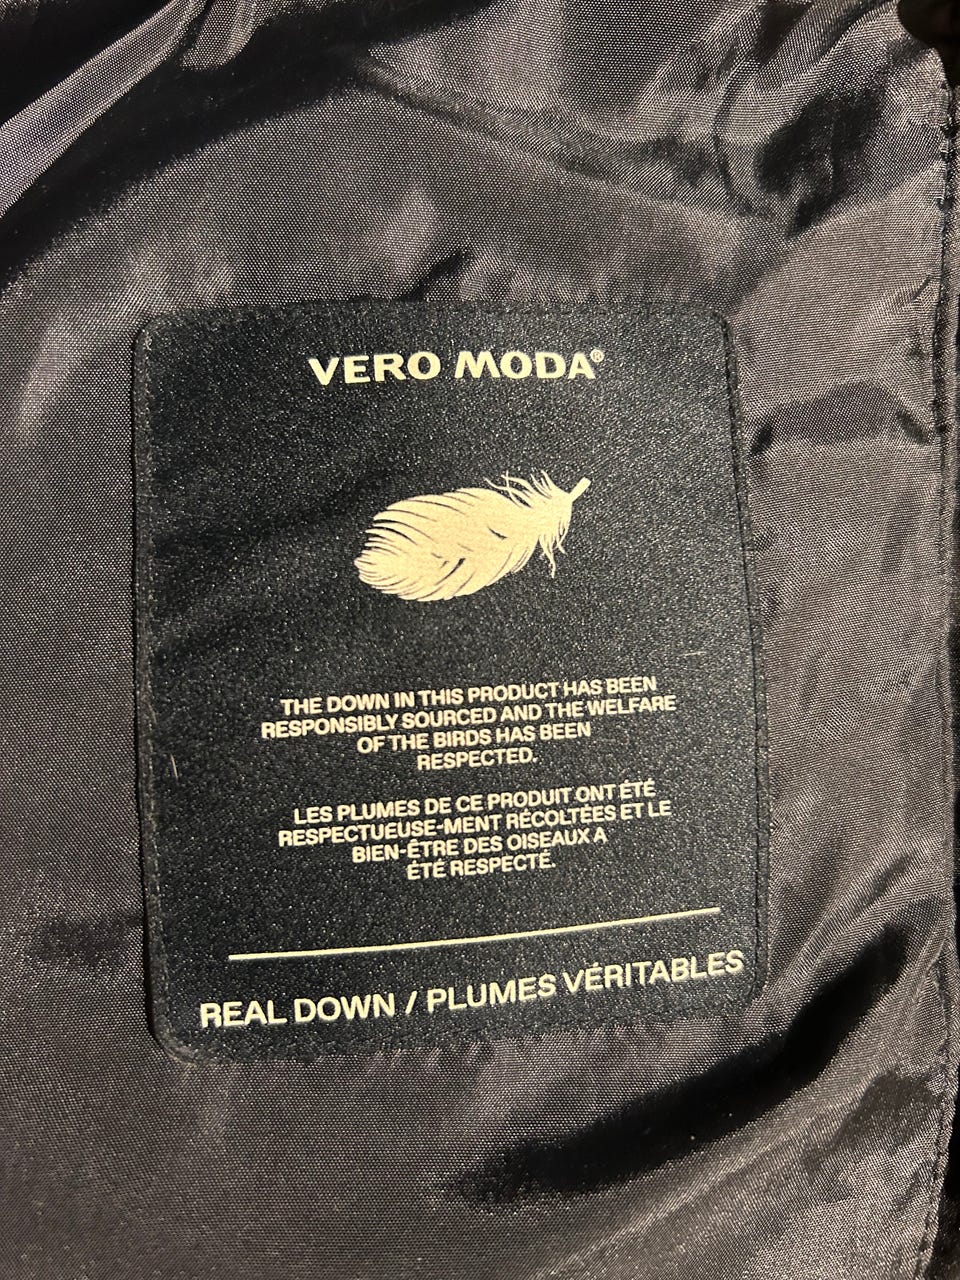 VERO MODA®
THE DOWN IN THIS PRODUCT HAS BEEN
RESPONSIBLY SOURCED AND THE WELFARE
OF THE BIRDS HAS BEEN
RESPECTED.
LES PLUMES DE CE PRODUIT ONT ÉTÉ
RESPECTUEUSE-MENT RÉCOLTÉES ET LE
BIEN-ÊTRE DES OISEAUX A
ÉTÉ RESPECTÉ.
REAL DOWN / PLUMES VÉRITABLES